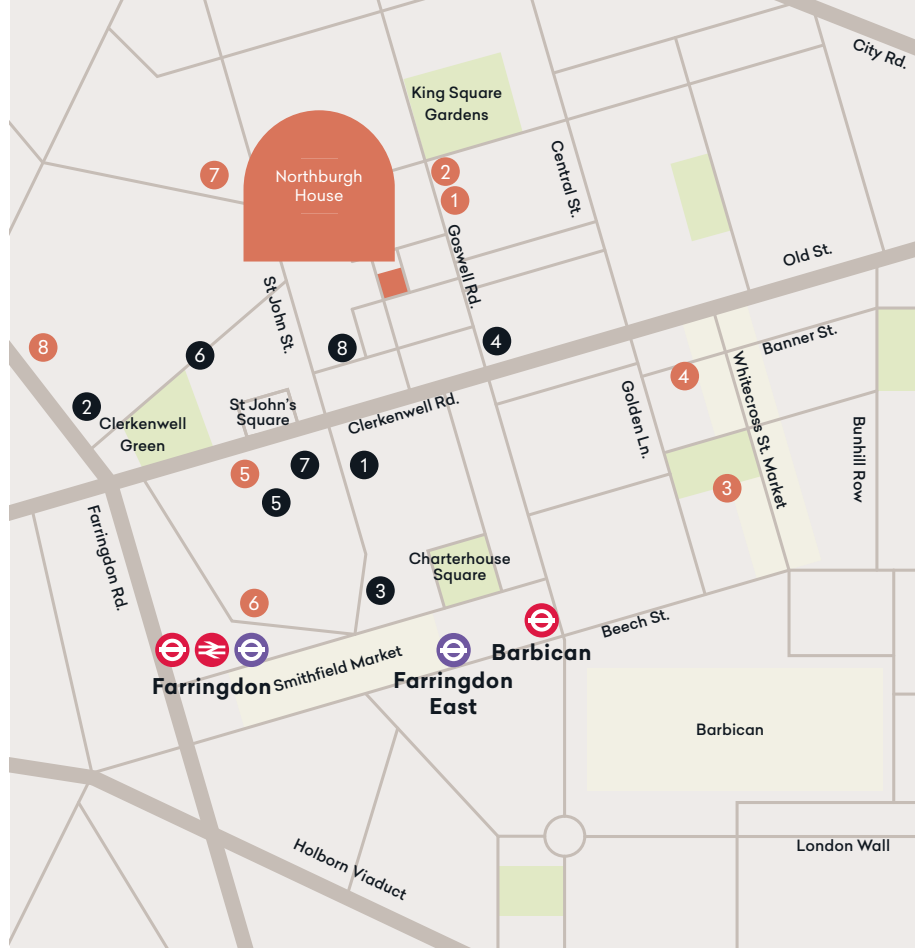 City Rd.
King Square
Gardens
Central St.
7
Northburgh
House
2
1
Goswell Rd.
Old St.
St John St.
8
6
8
4
Banner St.
4
Whitecross St. Market
2
Clerkenwell
Green
St John's
Square
Clerkenwell Rd.
Golden Ln.
Bunhill Row
5
7
1
5
3
Farringdon Rd.
Charterhouse
Square
3
6
Beech St.
Barbican
Smithfield Market
Farringdon
Farringdon
East
Barbican
Holborn Viaduct
London Wall